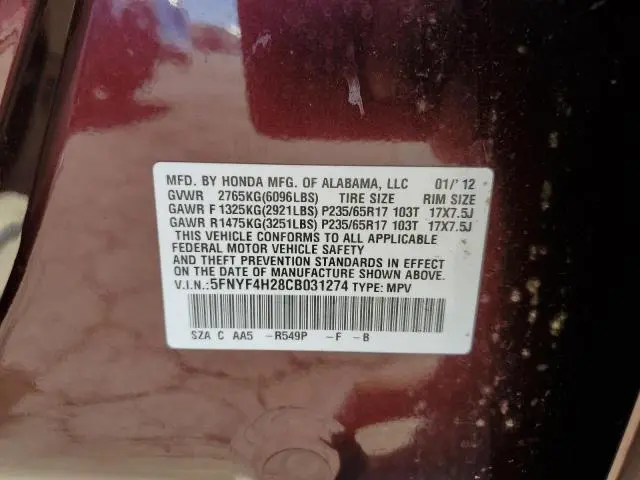 MFD. BY HONDA MFG. OF ALABAMA, LLC 01/'12
GVWR 2765KG(6096LBS) TIRE SIZE RIM SIZE
GAWR F 1325KG(2921LBS) P235/65R17 103T 17X7.5J
GAWR R1475KG(3251LBS) P235/65R17 103T 17X7.5J
THIS VEHICLE CONFORMS TO ALL APPLICABLE
FEDERAL MOTOR VEHICLE SAFETY
AND THEFT PREVENTION STANDARDS IN EFFECT
ON THE DATE OF MANUFACTURE SHOWN ABOVE.
V.I.N.:5FNYF4H28CB031274 TYPE: MPV
SZA C AA5 -R549P -F -B